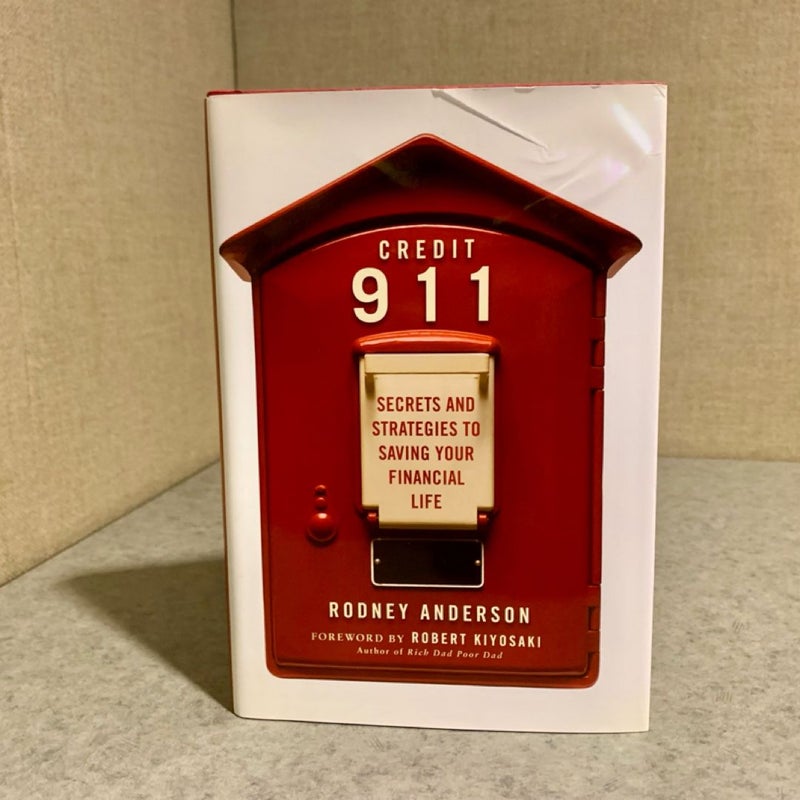 CREDIT
911
SECRETS AND
STRATEGIES TO
SAVING YOUR
FINANCIAL
LIFE
RODNEY ANDERSON
FOREWORD BY ROBERT KIYOSAKI
Author of Rich Dad Poor Dad